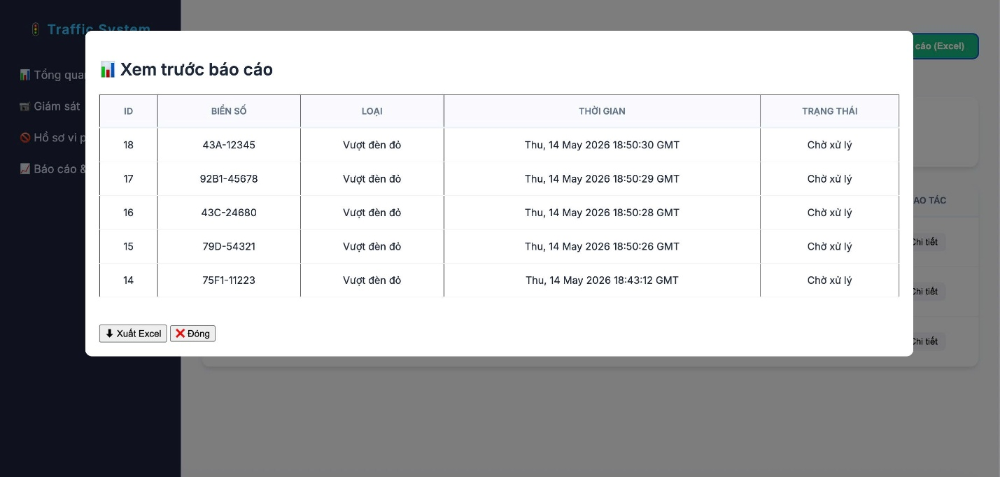 Traffic System
Tổng quan
Giám sát
Hồ sơ vi p
Báo cáo &
cáo (Excel)
Xem trước báo cáo
ID BIỂN SỐ LOẠI THỜI GIAN TRẠNG THÁI
18 43A-12345 Vượt đèn đỏ Thu, 14 May 2026 18:50:30 GMT Chờ xử lý
17 92B1-45678 Vượt đèn đỏ Thu, 14 May 2026 18:50:29 GMT Chờ xử lý
16 43C-24680 Vượt đèn đỏ Thu, 14 May 2026 18:50:28 GMT Chờ xử lý
15 79D-54321 Vượt đèn đỏ Thu, 14 May 2026 18:50:26 GMT Chờ xử lý
14 75F1-11223 Vượt đèn đỏ Thu, 14 May 2026 18:43:12 GMT Chờ xử lý
Xuất Excel Đóng
AO TÁC
Chi tiết
Chi tiết
Chi tiết